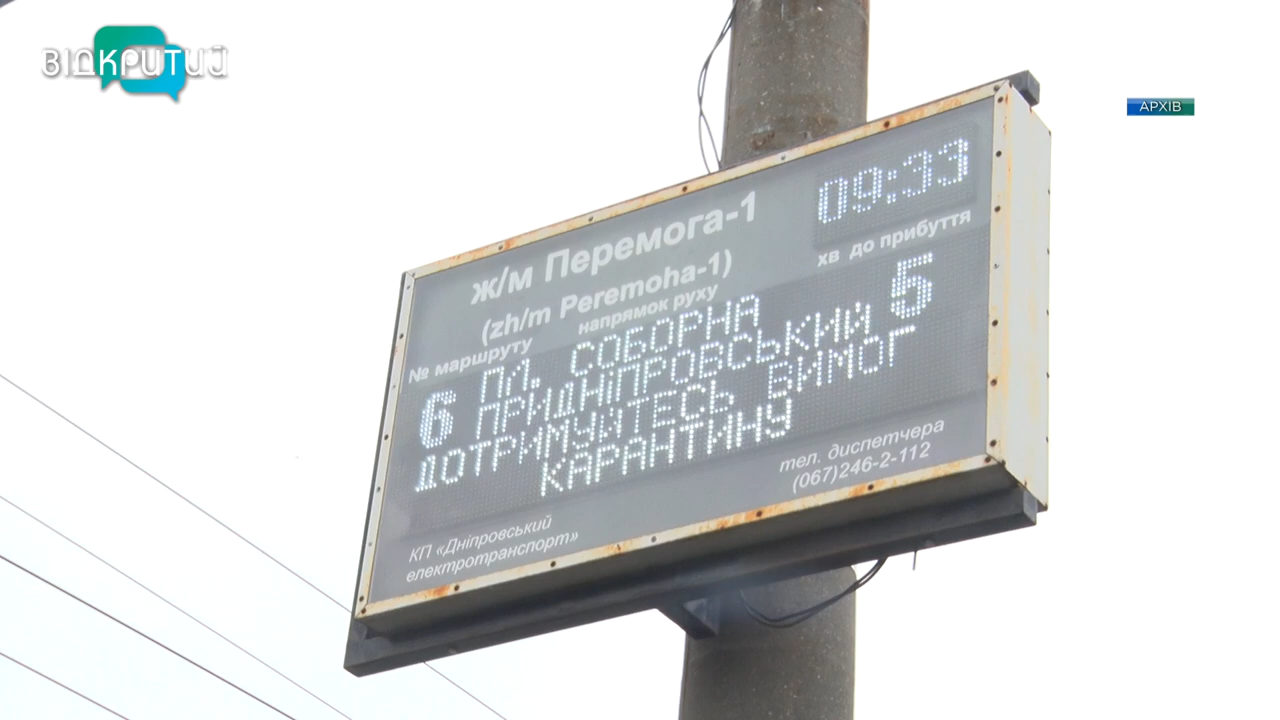 ВІДКРИТИЙ
АРХІВ
09:33
ж/м Перемога-1
(zh/m Peremoha-1)
хв до прибуття
№ маршруту
напрямок руху
6 ПЛ. СОБОРНА 5
ПРИДНІПРОВСЬКИЙ
ДОТРИМУЙТЕСЬ ВИМОГ
КАРАНТИНУ
тел. диспетчера
(067)246-2-112
КП «Дніпровський
електротранспорт»